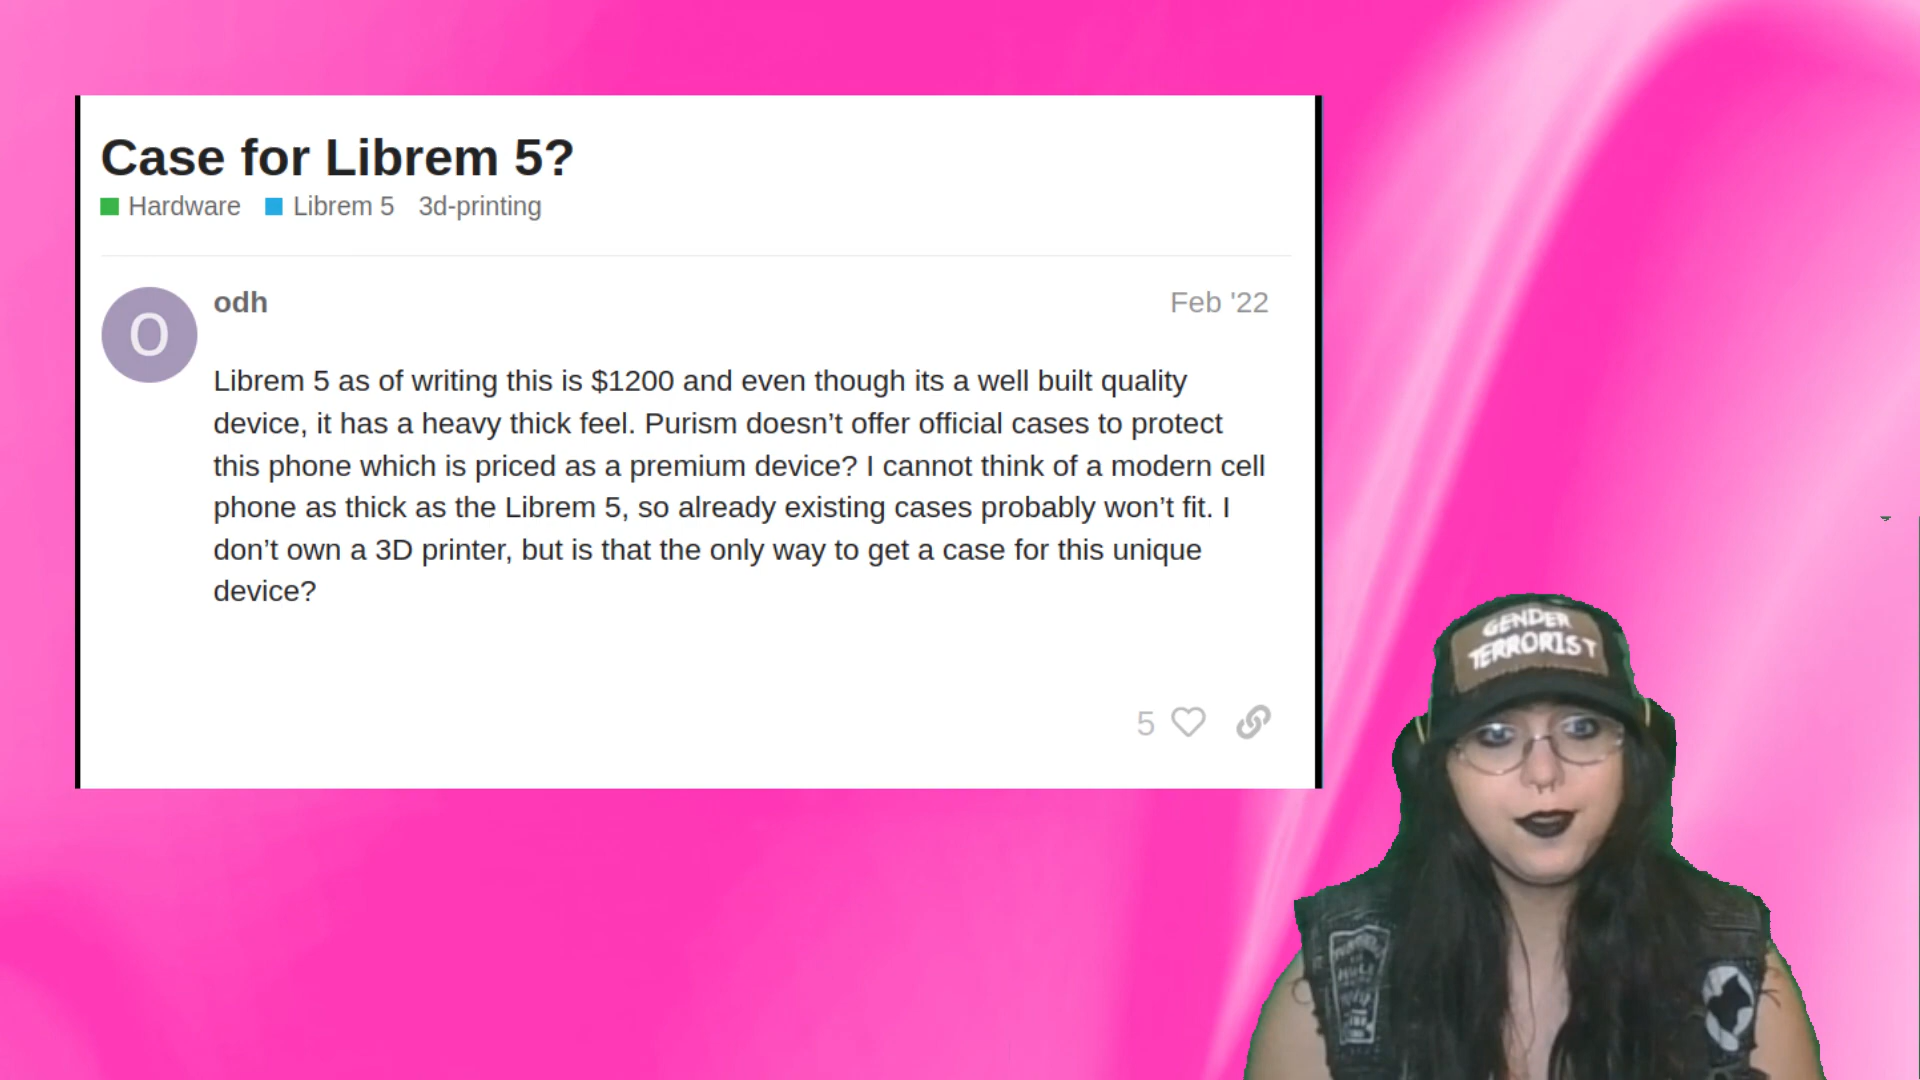 Case for Librem 5?
Hardware Librem 5 3d-printing
odh Feb '22
O
Librem 5 as of writing this is $1200 and even though its a well built quality
device, it has a heavy thick feel. Purism doesn’t offer official cases to protect
this phone which is priced as a premium device? I cannot think of a modern cell
phone as thick as the Librem 5, so already existing cases probably won’t fit. I
don’t own a 3D printer, but is that the only way to get a case for this unique
device?
5
GENDER
TERRORIST